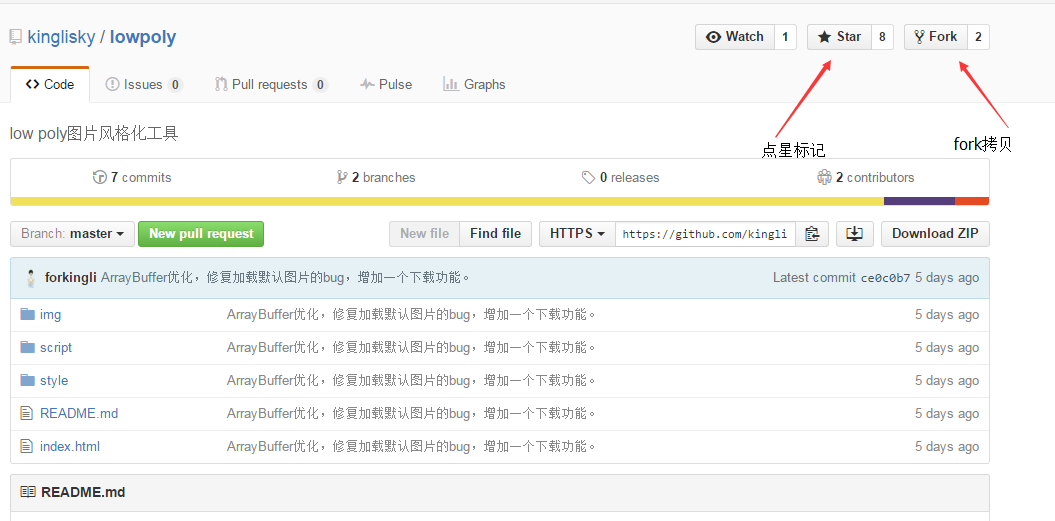 kinglisky / lowpoly
Watch 1 Star 8 Fork 2
Code Issues 0 Pull requests 0 Pulse Graphs
low poly图片风格化工具
点星标记
fork拷贝
7 commits 2 branches 0 releases 2 contributors
Branch: master New pull request New file Find file HTTPS https://github.com/kingli Download ZIP
forkingli ArrayBuffer优化，修复加载默认图片的bug，增加一个下载功能。 Latest commit ce0c0b7 5 days ago
img ArrayBuffer优化，修复加载默认图片的bug，增加一个下载功能。 5 days ago
script ArrayBuffer优化，修复加载默认图片的bug，增加一个下载功能。 5 days ago
style ArrayBuffer优化，修复加载默认图片的bug，增加一个下载功能。 5 days ago
README.md ArrayBuffer优化，修复加载默认图片的bug，增加一个下载功能。 5 days ago
index.html ArrayBuffer优化，修复加载默认图片的bug，增加一个下载功能。 5 days ago
README.md